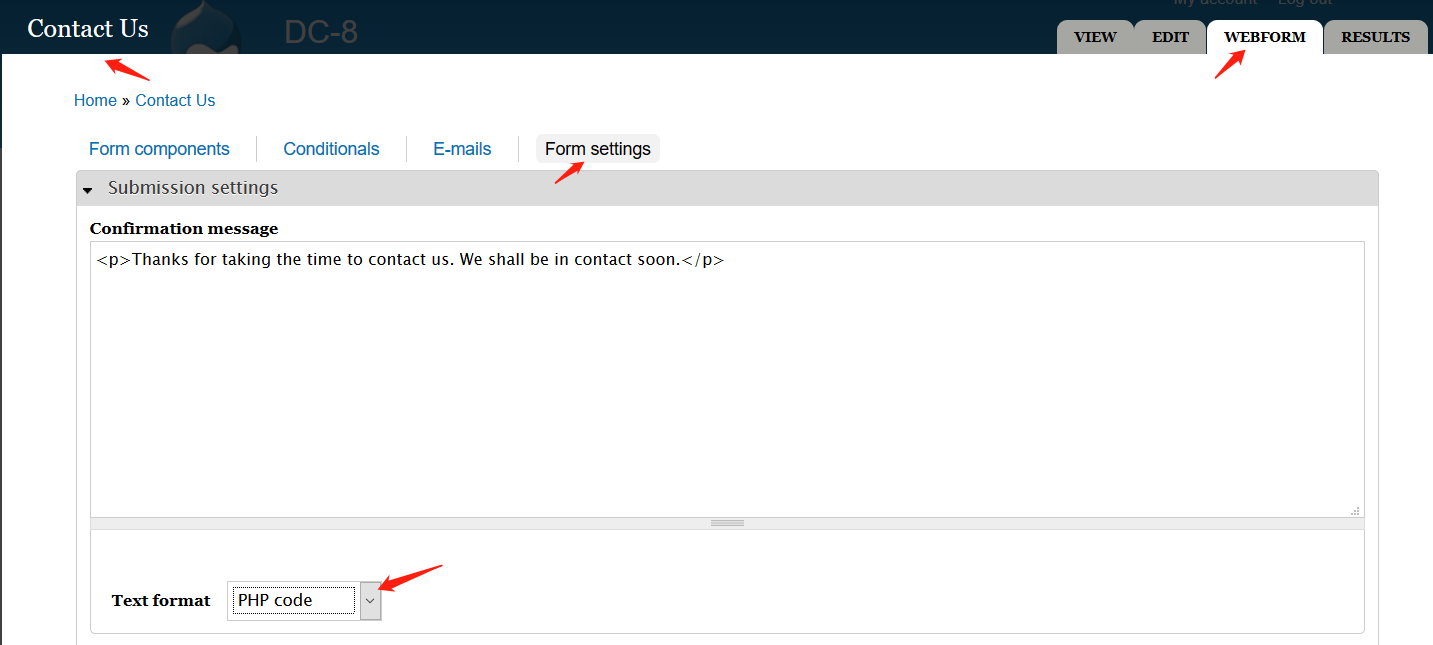 My account Log out
Contact Us
DC-8
VIEW EDIT WEBFORM RESULTS
Home » Contact Us
Form components Conditionals E-mails Form settings
Submission settings
Confirmation message
<p>Thanks for taking the time to contact us. We shall be in contact soon.</p>
Text format PHP code